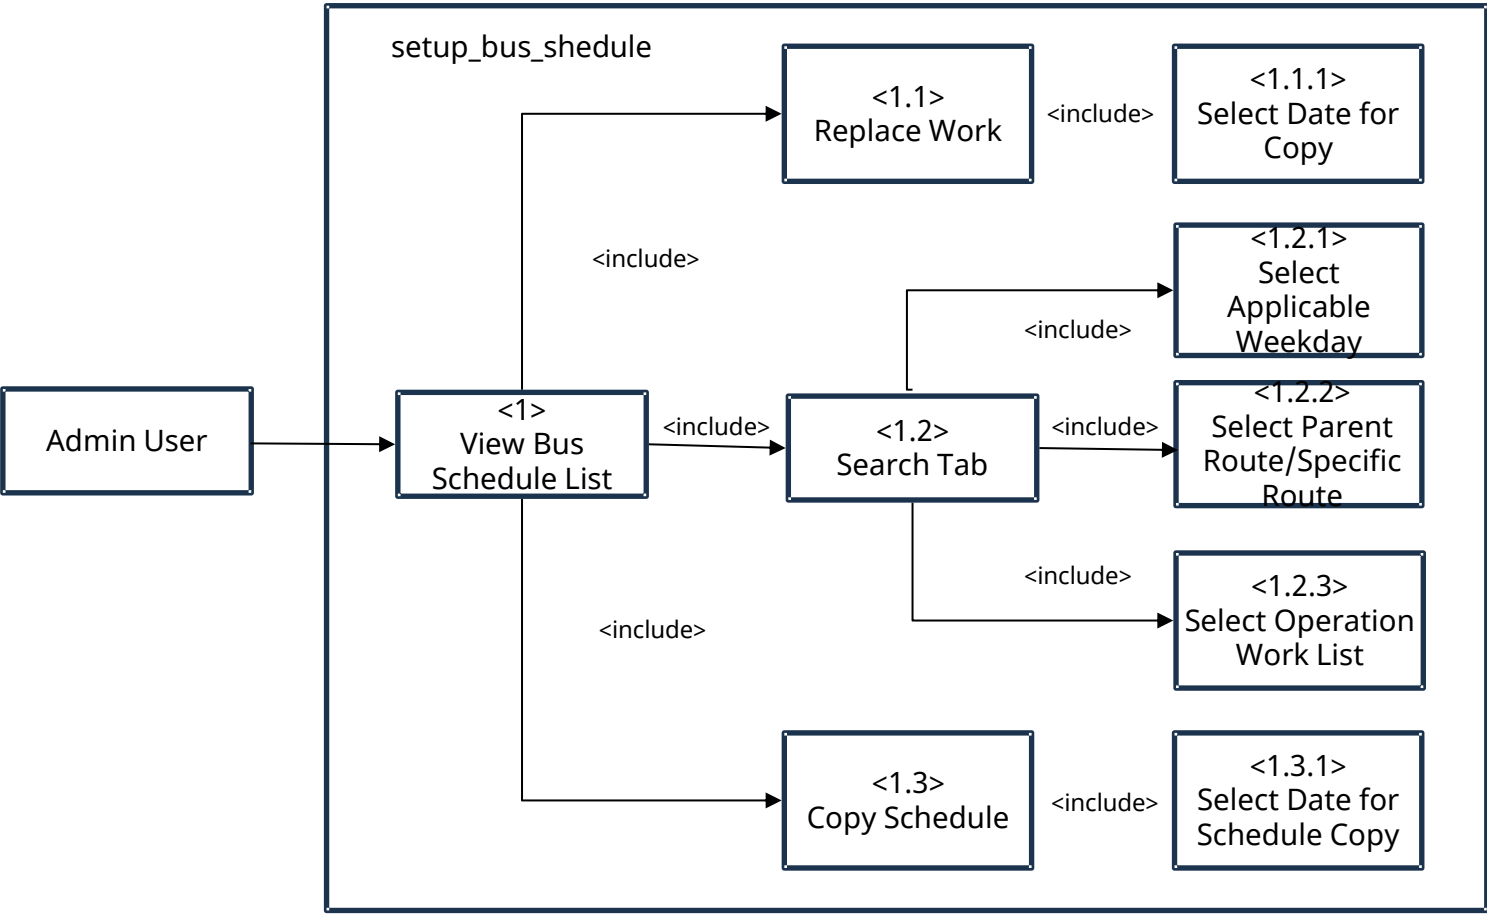 setup_bus_shedule
<1.1>
Replace Work
<include>
<1.1.1>
Select Date for
Copy
<include>
<1.2.1>
Select
Applicable
Weekday
<include>
Admin User
<1>
View Bus
Schedule List
<include>
<1.2>
Search Tab
<include>
<1.2.2>
Select Parent
Route/Specific
Route
<include>
<1.2.3>
Select Operation
Work List
<include>
<1.3>
Copy Schedule
<include>
<1.3.1>
Select Date for
Schedule Copy